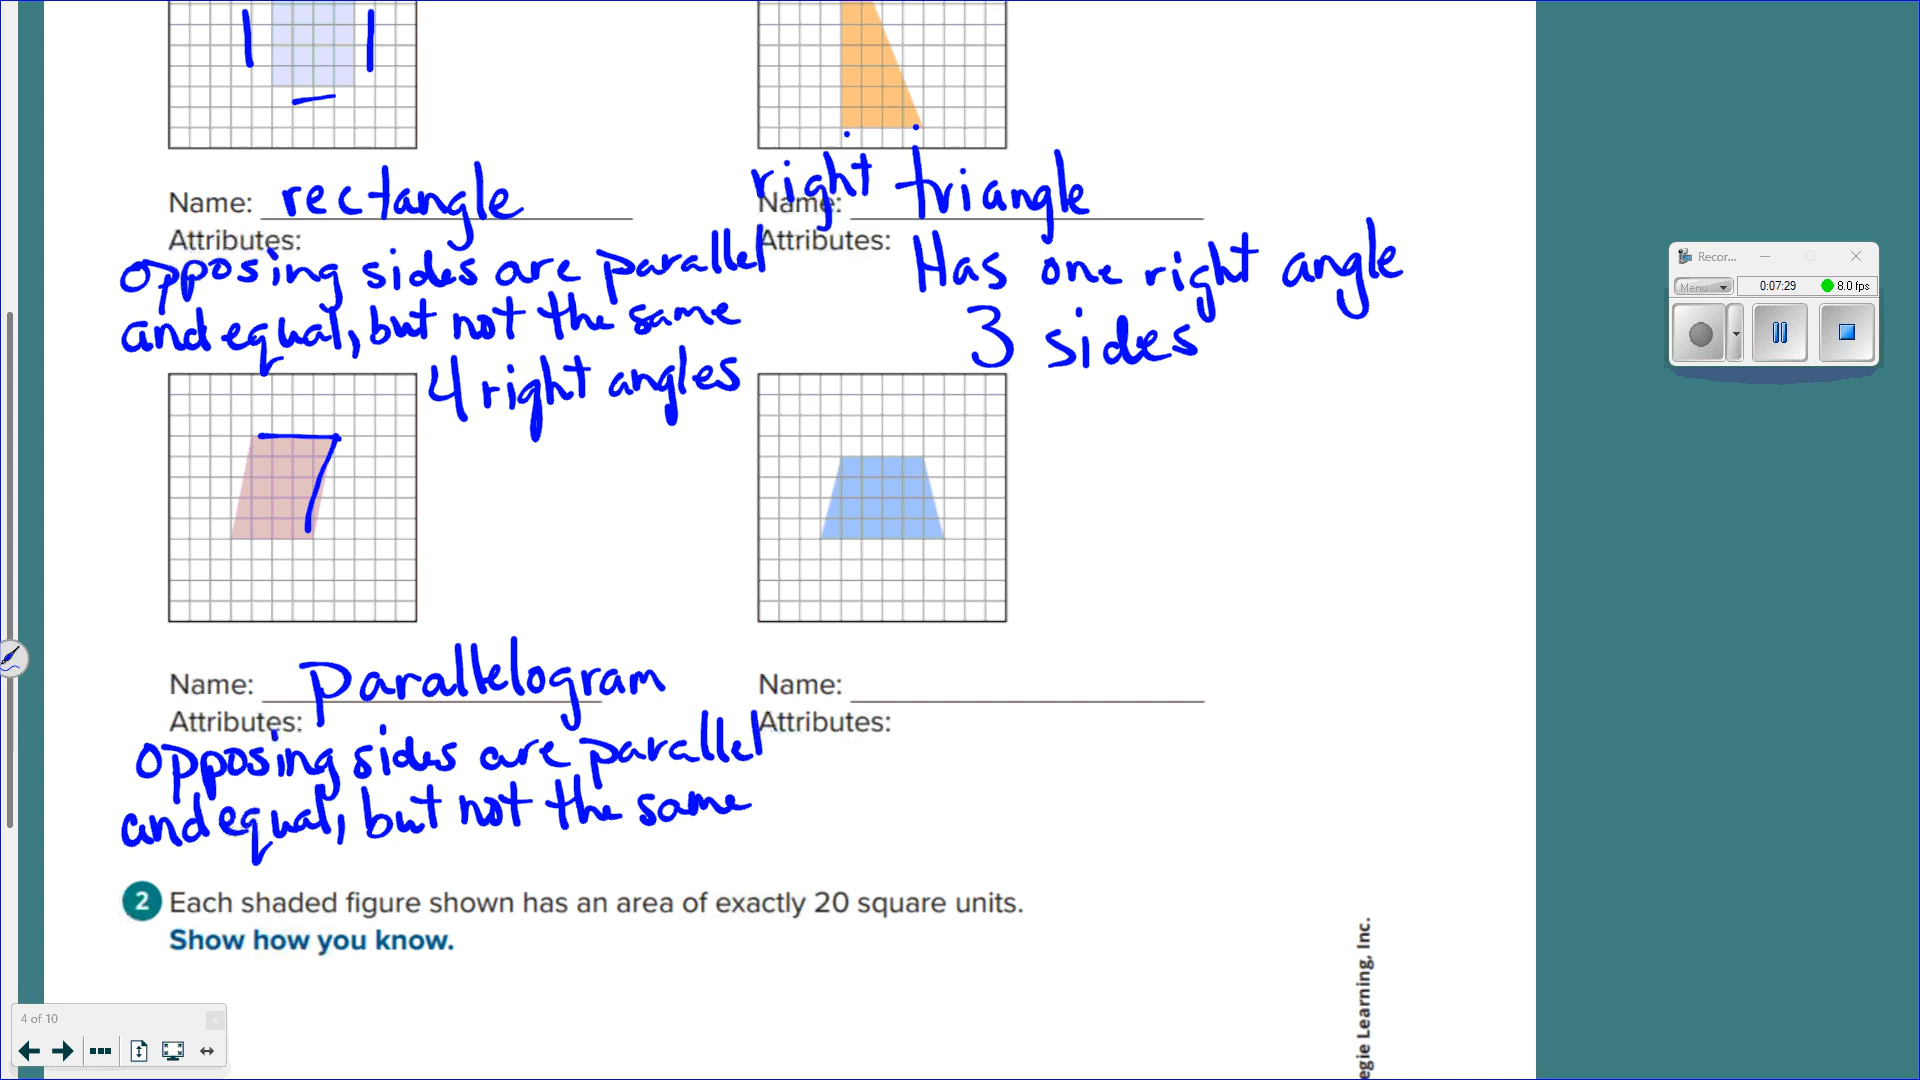 Name: rectangle
Attributes:
opposing sides are parallel
and equal, but not the same
4 right angles
Name: right triangle
Attributes: Has one right angle
3 sides
Name: Parallelogram
Attributes:
opposing sides are parallel
and equal, but not the same
Name:
Attributes:
2 Each shaded figure shown has an area of exactly 20 square units.
Show how you know.
egie Learning, Inc.
Recor...
Menu
0:07:29
8.0 fps
4 of 10